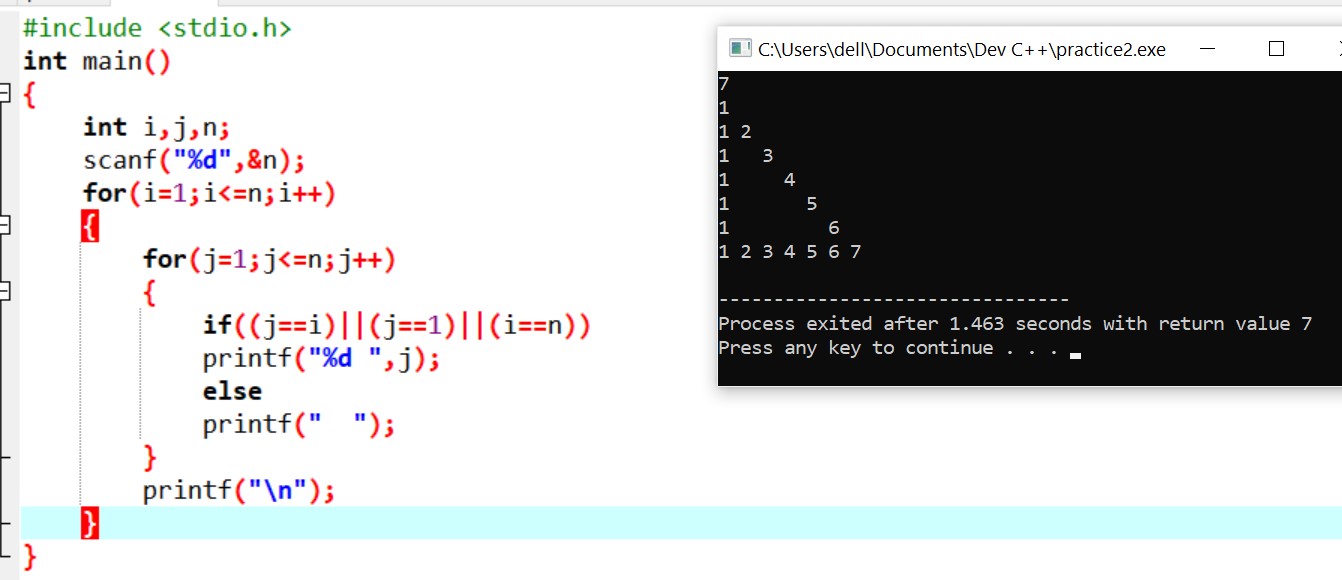 #include <stdio.h>
int main()
{
    int i,j,n;
    scanf("%d",&n);
    for(i=1;i<=n;i++)
    {
        for(j=1;j<=n;j++)
        {
            if((j==i)||(j==1)||(i==n))
            printf("%d ",j);
            else
            printf("  ");
        }
        printf("\n");
    }
}
C:\Users\dell\Documents\Dev C++\practice2.exe
7
1
1 2
1   3
1     4
1       5
1         6
1 2 3 4 5 6 7
--------------------------------
Process exited after 1.463 seconds with return value 7
Press any key to continue . . .